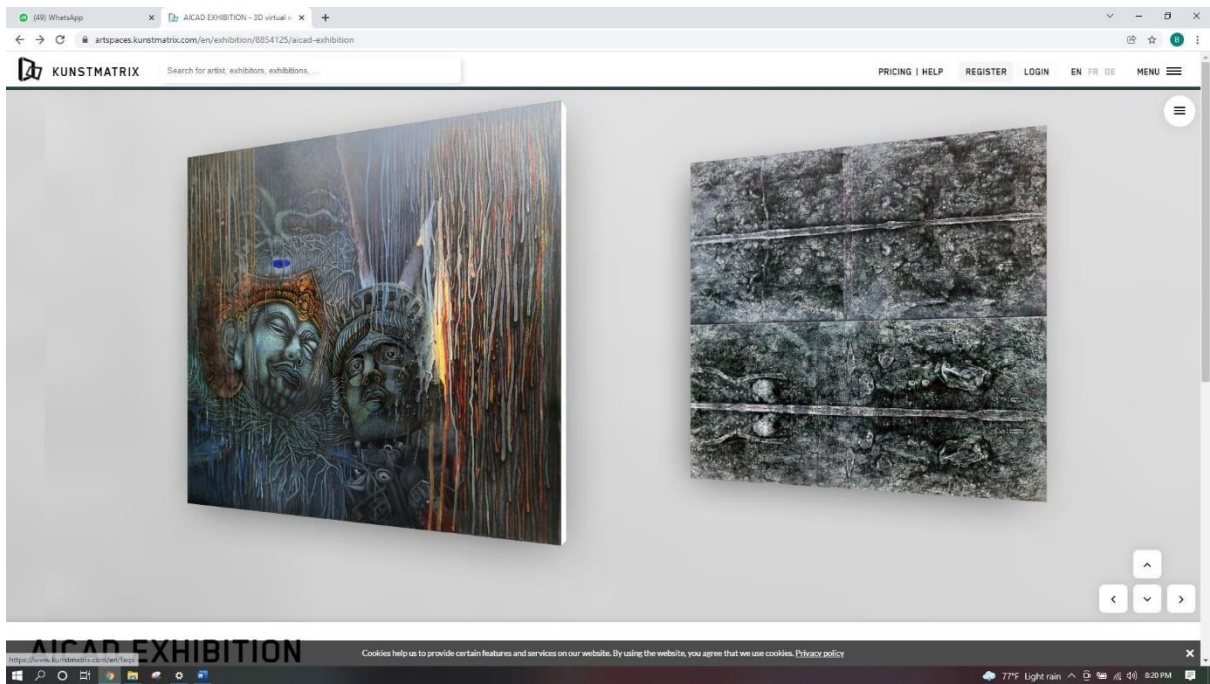 (49) WhatsApp
AICAD EXHIBITION - 3D virtual e
artspaces.kunstmatrix.com/en/exhibition/8854125/aicad-exhibition
B
KUNSTMATRIX
Search for artist, exhibitors, exhibitions, ...
PRICING | HELP
REGISTER
LOGIN
EN FR DE
MENU
AICAD EXHIBITION
Cookies help us to provide certain features and services on our website. By using the website, you agree that we use cookies. Privacy policy
https://www.kunstmatrix.com/en/faqs
77°F Light rain
8:20 PM